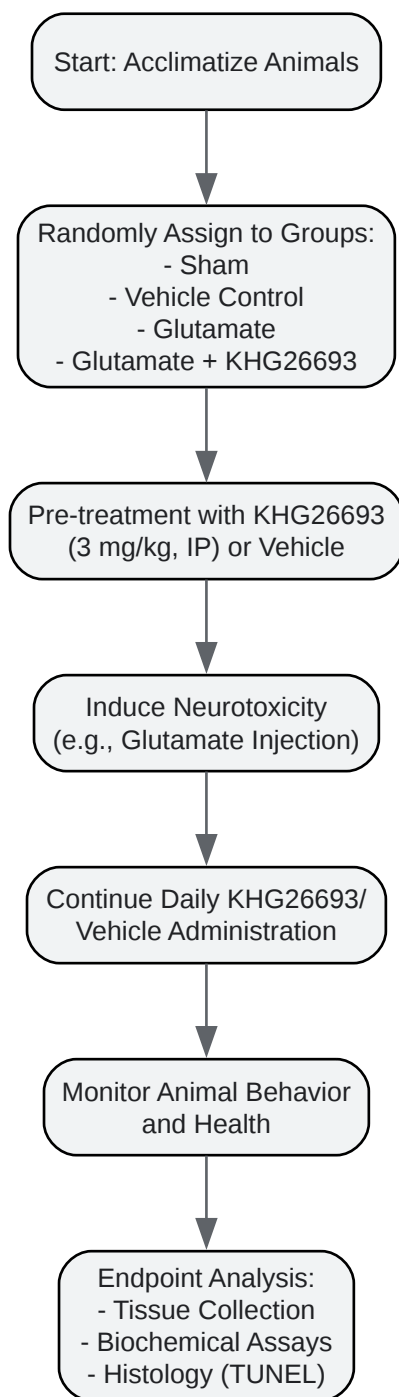 Start: Acclimatize Animals
Randomly Assign to Groups:
- Sham
- Vehicle Control
- Glutamate
- Glutamate + KHG26693
Pre-treatment with KHG26693
(3 mg/kg, IP) or Vehicle
Induce Neurotoxicity
(e.g., Glutamate Injection)
Continue Daily KHG26693/
Vehicle Administration
Monitor Animal Behavior
and Health
Endpoint Analysis:
- Tissue Collection
- Biochemical Assays
- Histology (TUNEL)